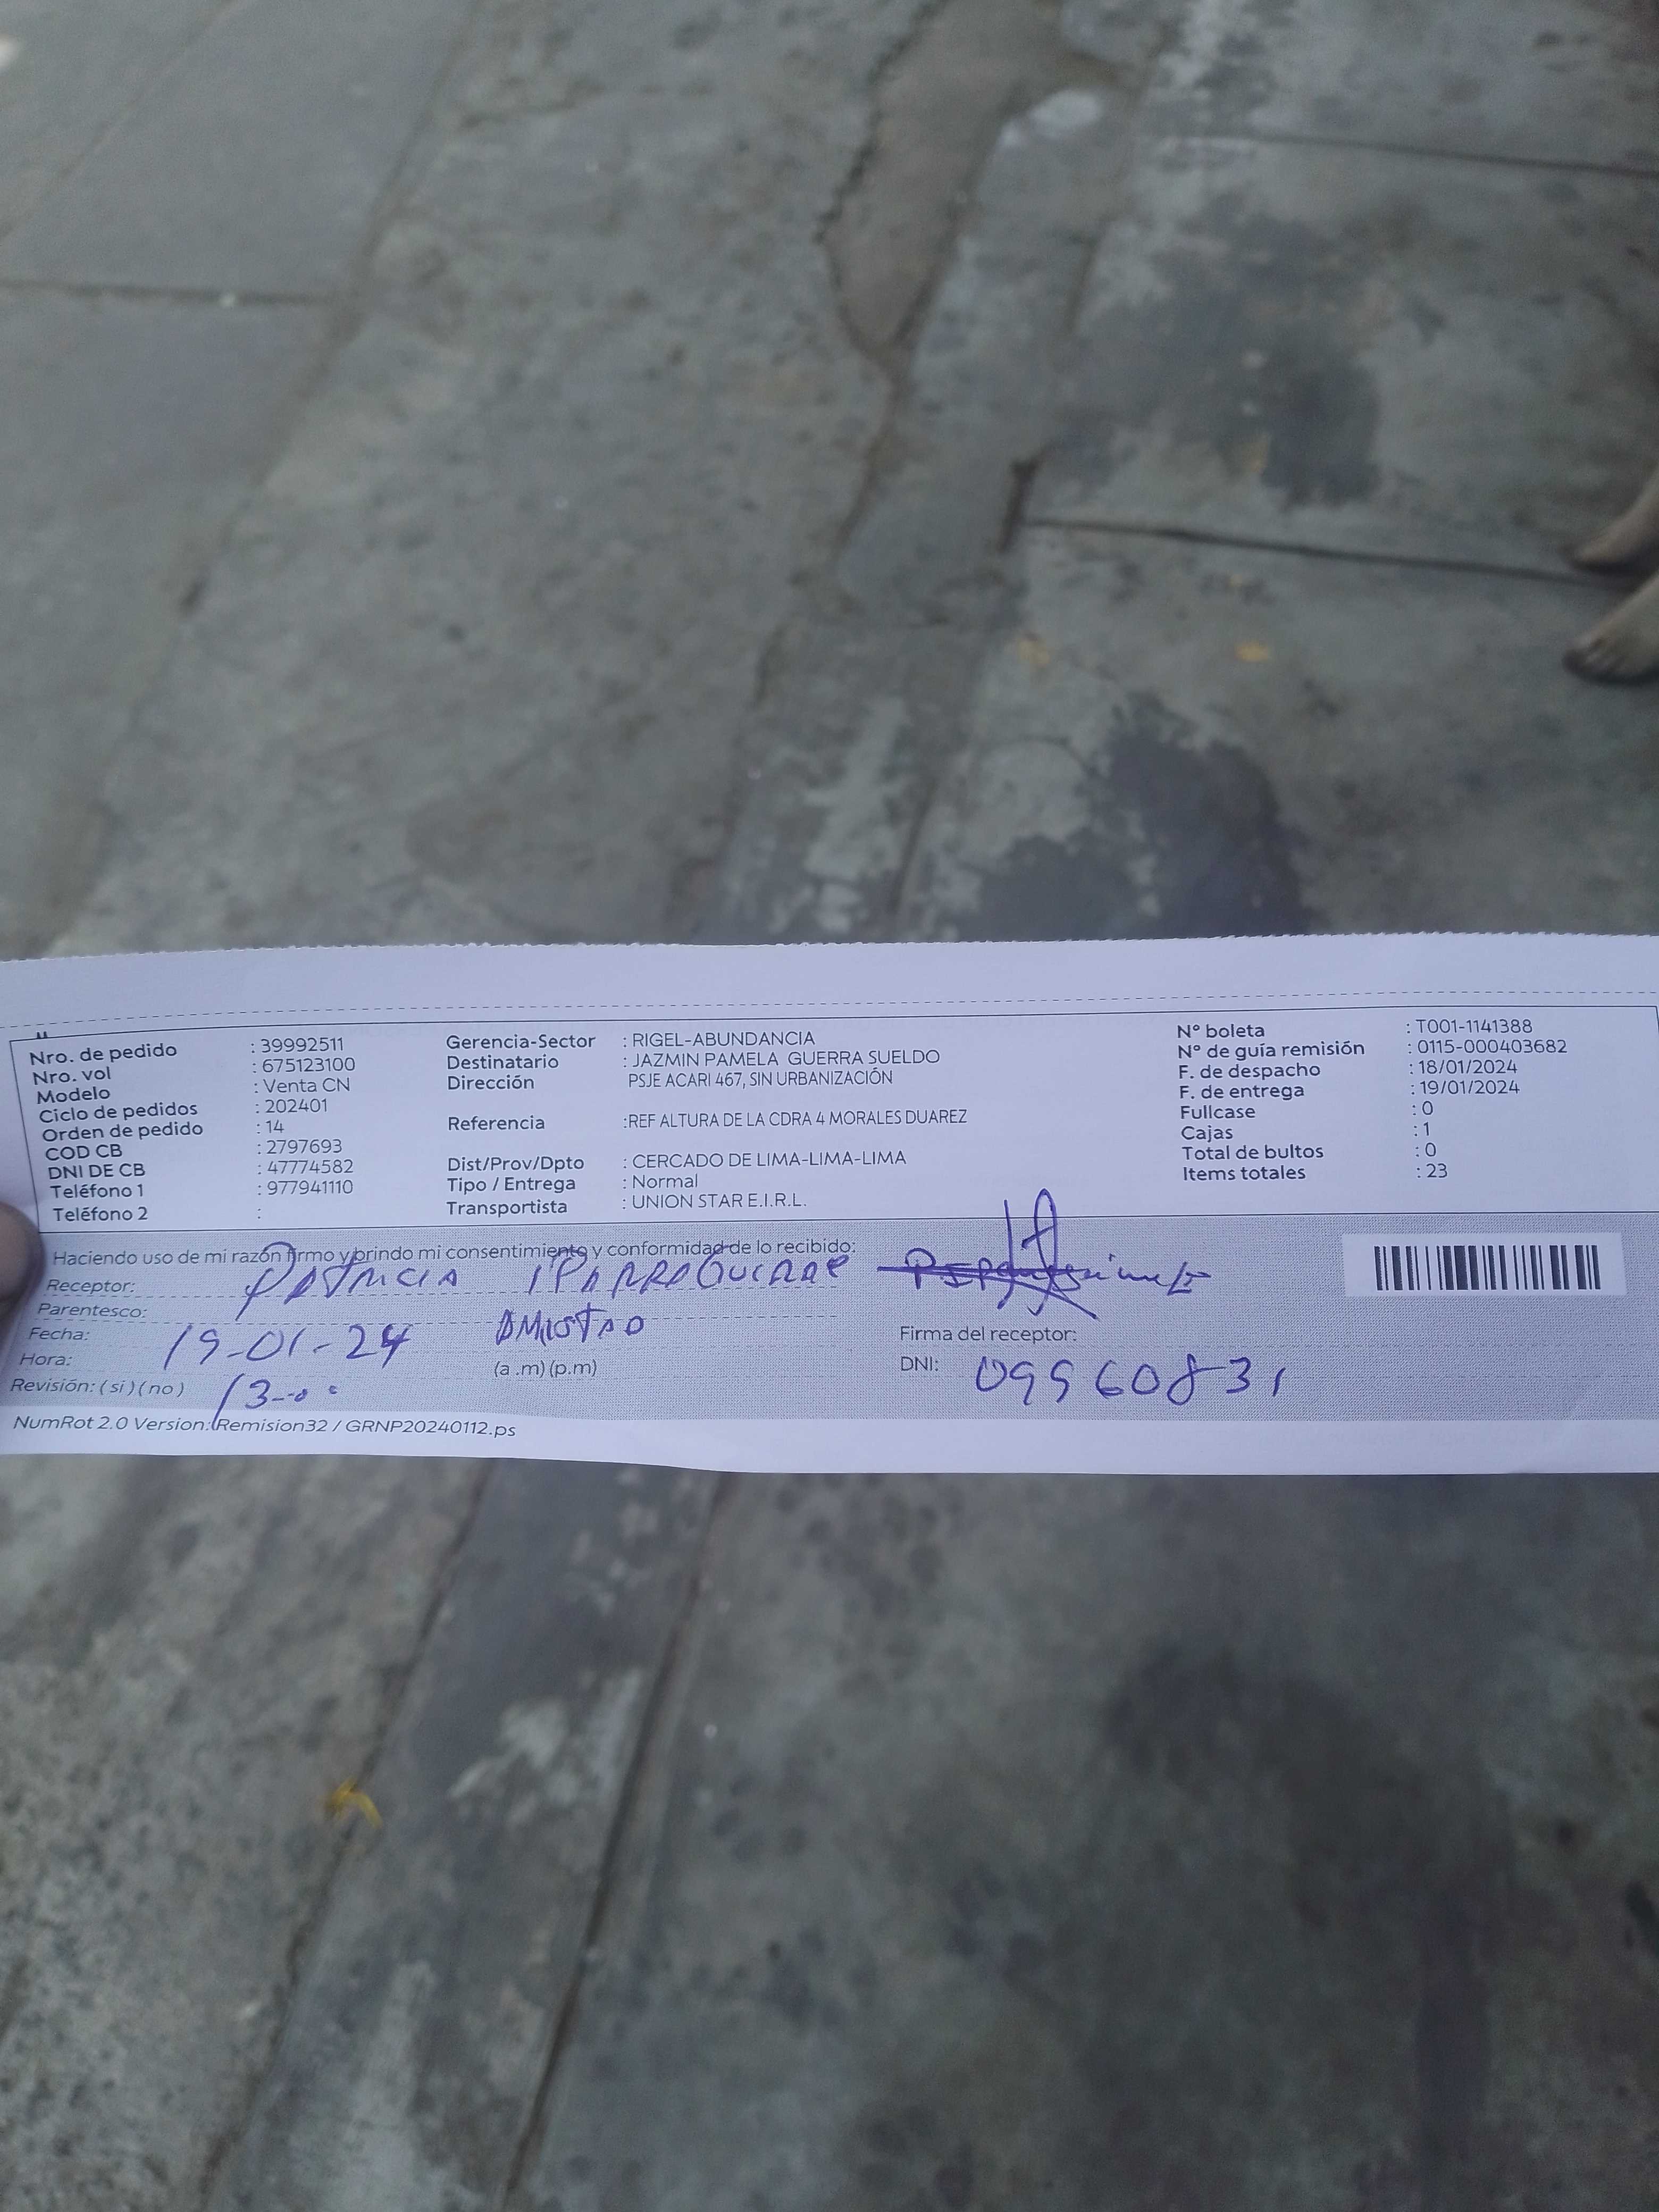 Nro. de pedido : 39992511 Gerencia-Sector : RIGEL-ABUNDANCIA Nº boleta : T001-1141388
Nro. vol : 675123100 Destinatario : JAZMIN PAMELA GUERRA SUELDO Nº de guía remisión : 0115-000403682
Modelo : Venta CN Dirección PSJE ACARI 467, SIN URBANIZACIÓN F. de despacho : 18/01/2024
Ciclo de pedidos : 202401 F. de entrega : 19/01/2024
Orden de pedido : 14 Referencia :REF ALTURA DE LA CDRA 4 MORALES DUAREZ Fullcase : 0
COD CB : 2797693 Cajas : 1
DNI DE CB : 47774582 Dist/Prov/Dpto : CERCADO DE LIMA-LIMA-LIMA Total de bultos : 0
Teléfono 1 : 977941110 Tipo / Entrega : Normal Items totales : 23
Teléfono 2 : Transportista : UNION STAR E.I.R.L.
Haciendo uso de mi razón firmo y brindo mi consentimiento y conformidad de lo recibido:
Receptor: PATRICIA
Parentesco: AMISTAD
Fecha: 19-01-24 Firma del receptor:
Hora: (a .m) (p.m) DNI: 09960831
Revisión: ( si ) ( no )
NumRot 2.0 Version: Remision32 / GRNP20240112.ps